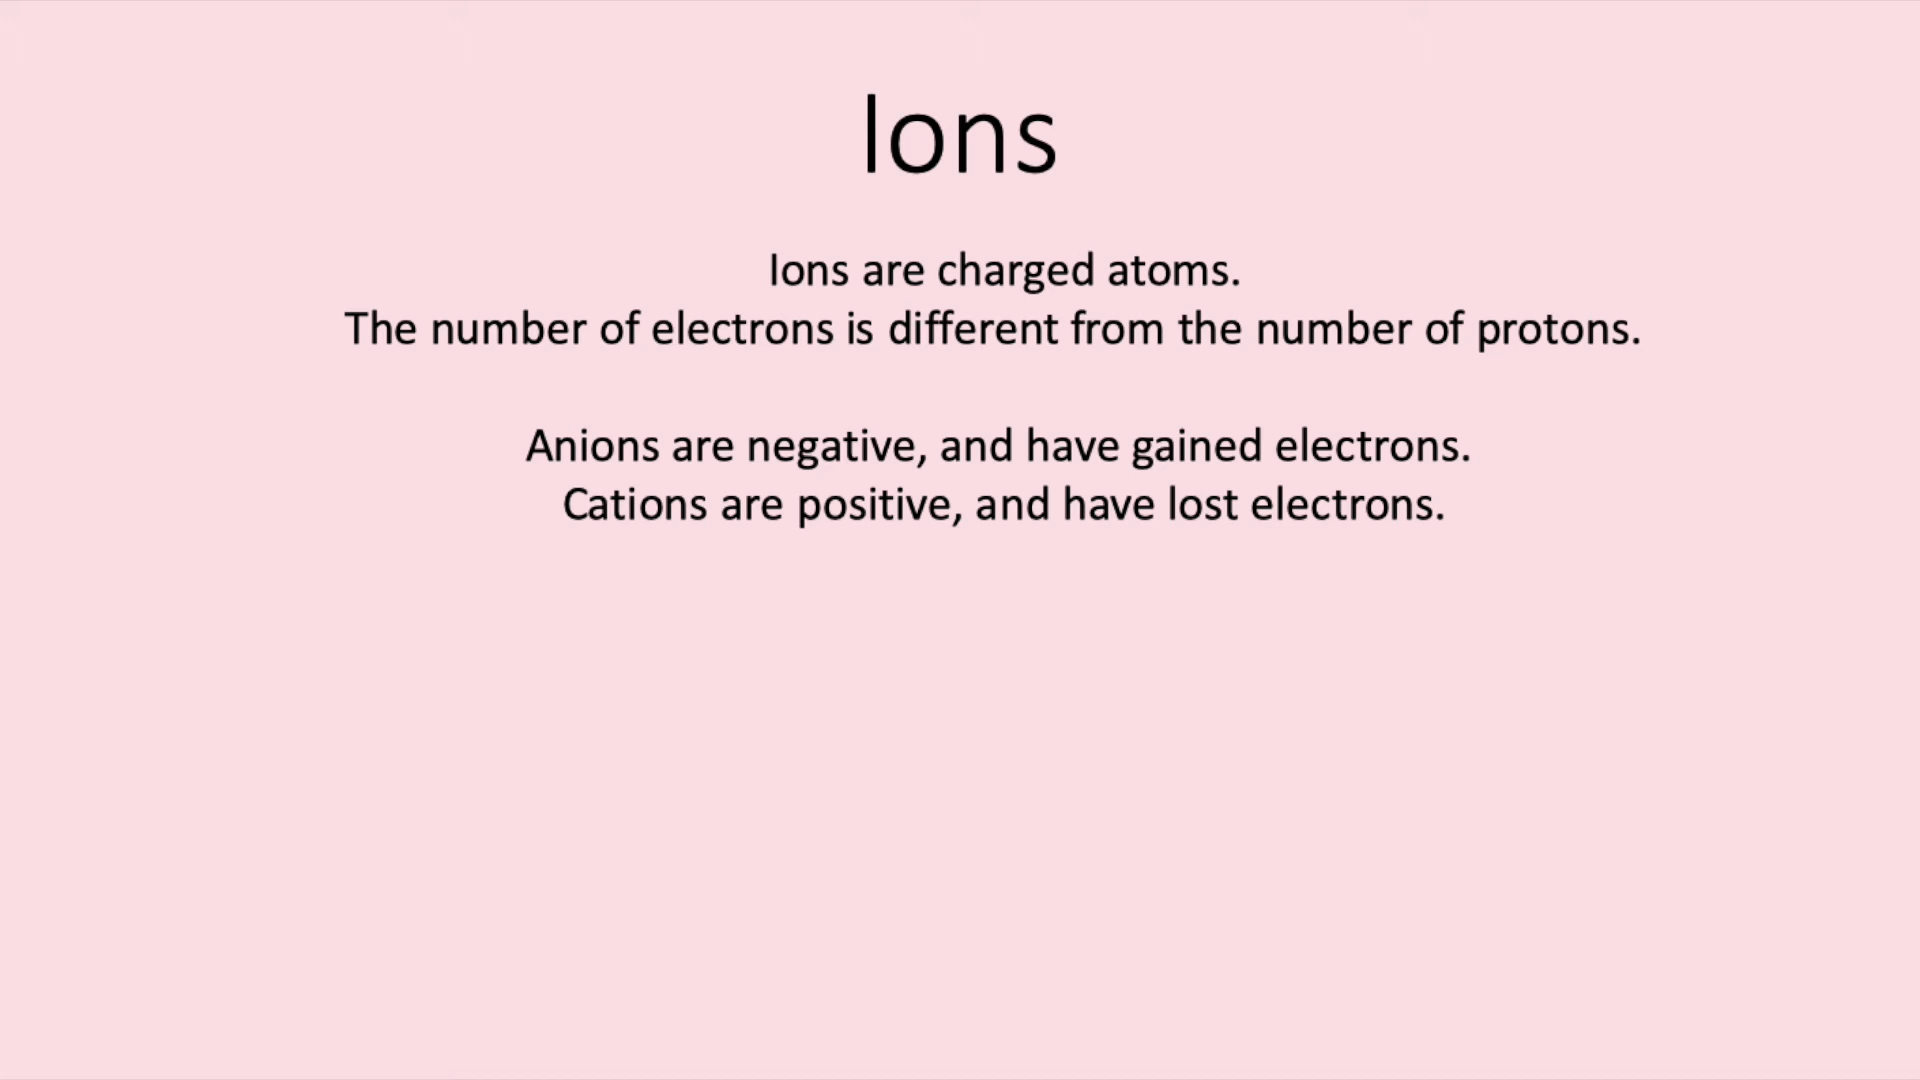 Ions
Ions are charged atoms.
The number of electrons is different from the number of protons.
Anions are negative, and have gained electrons.
Cations are positive, and have lost electrons.